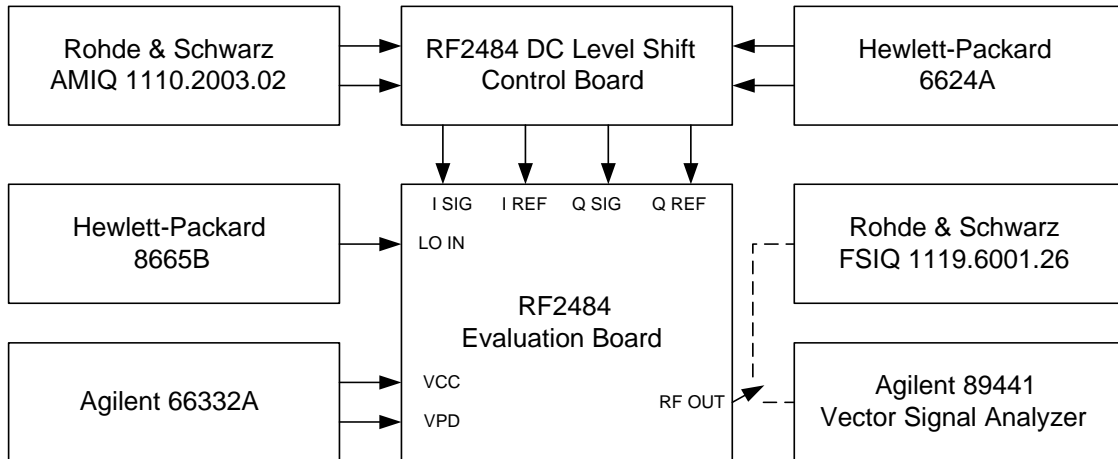 Rohde & Schwarz
AMIQ 1110.2003.02
RF2484 DC Level Shift
Control Board
Hewlett-Packard
6624A
I SIG I REF Q SIG Q REF
Hewlett-Packard
8665B
LO IN
Rohde & Schwarz
FSIQ 1119.6001.26
RF2484
Evaluation Board
Agilent 66332A
VCC
VPD
RF OUT
Agilent 89441
Vector Signal Analyzer